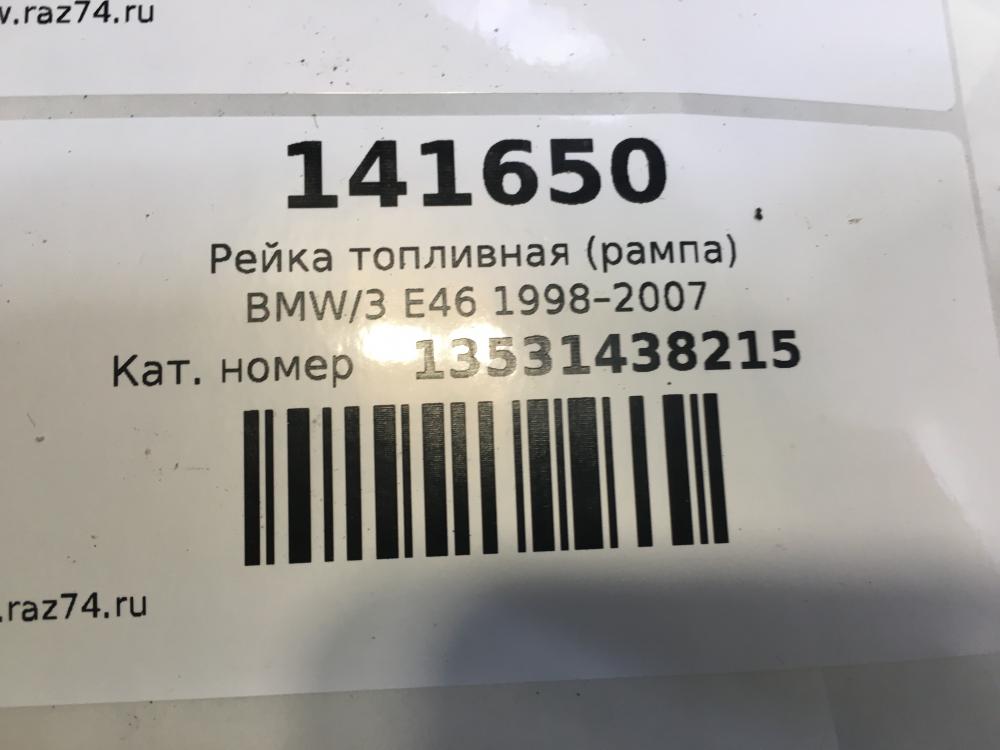 .raz74.ru
141650
Рейка топливная (рампа)
BMW/3 E46 1998–2007
Кат. номер 13531438215
.raz74.ru